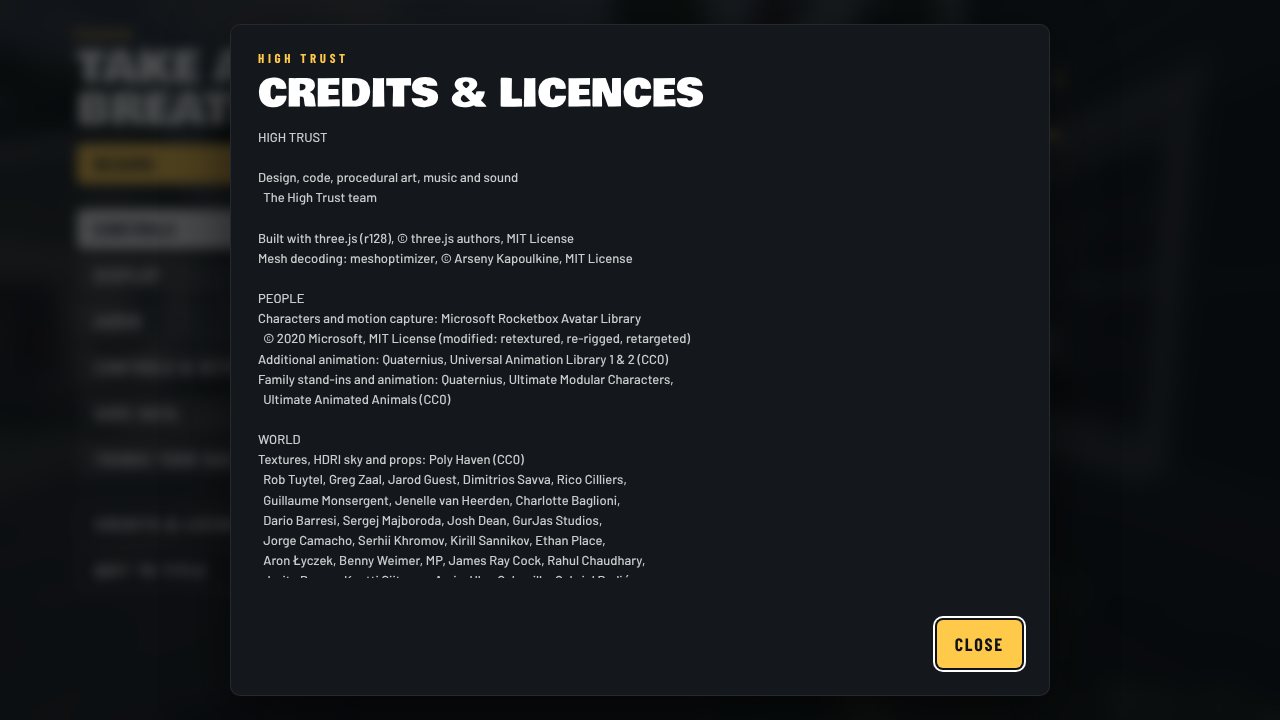 HIGH TRUST
CREDITS & LICENCES
HIGH TRUST
Design, code, procedural art, music and sound
The High Trust team
Built with three.js (r128), © three.js authors, MIT License
Mesh decoding: meshoptimizer, © Arseny Kapoulkine, MIT License
PEOPLE
Characters and motion capture: Microsoft Rocketbox Avatar Library
© 2020 Microsoft, MIT License (modified: retextured, re-rigged, retargeted)
Additional animation: Quaternius, Universal Animation Library 1 & 2 (CC0)
Family stand-ins and animation: Quaternius, Ultimate Modular Characters,
Ultimate Animated Animals (CC0)
WORLD
Textures, HDRI sky and props: Poly Haven (CC0)
Rob Tuytel, Greg Zaal, Jarod Guest, Dimitrios Savva, Rico Cilliers,
Guillaume Monsergent, Jenelle van Heerden, Charlotte Baglioni,
Dario Barresi, Sergej Majboroda, Josh Dean, GurJas Studios,
Jorge Camacho, Serhii Khromov, Kirill Sannikov, Ethan Place,
Aron Łyczek, Benny Weimer, MP, James Ray Cock, Rahul Chaudhary,
CLOSE
TAKE A
BREAT